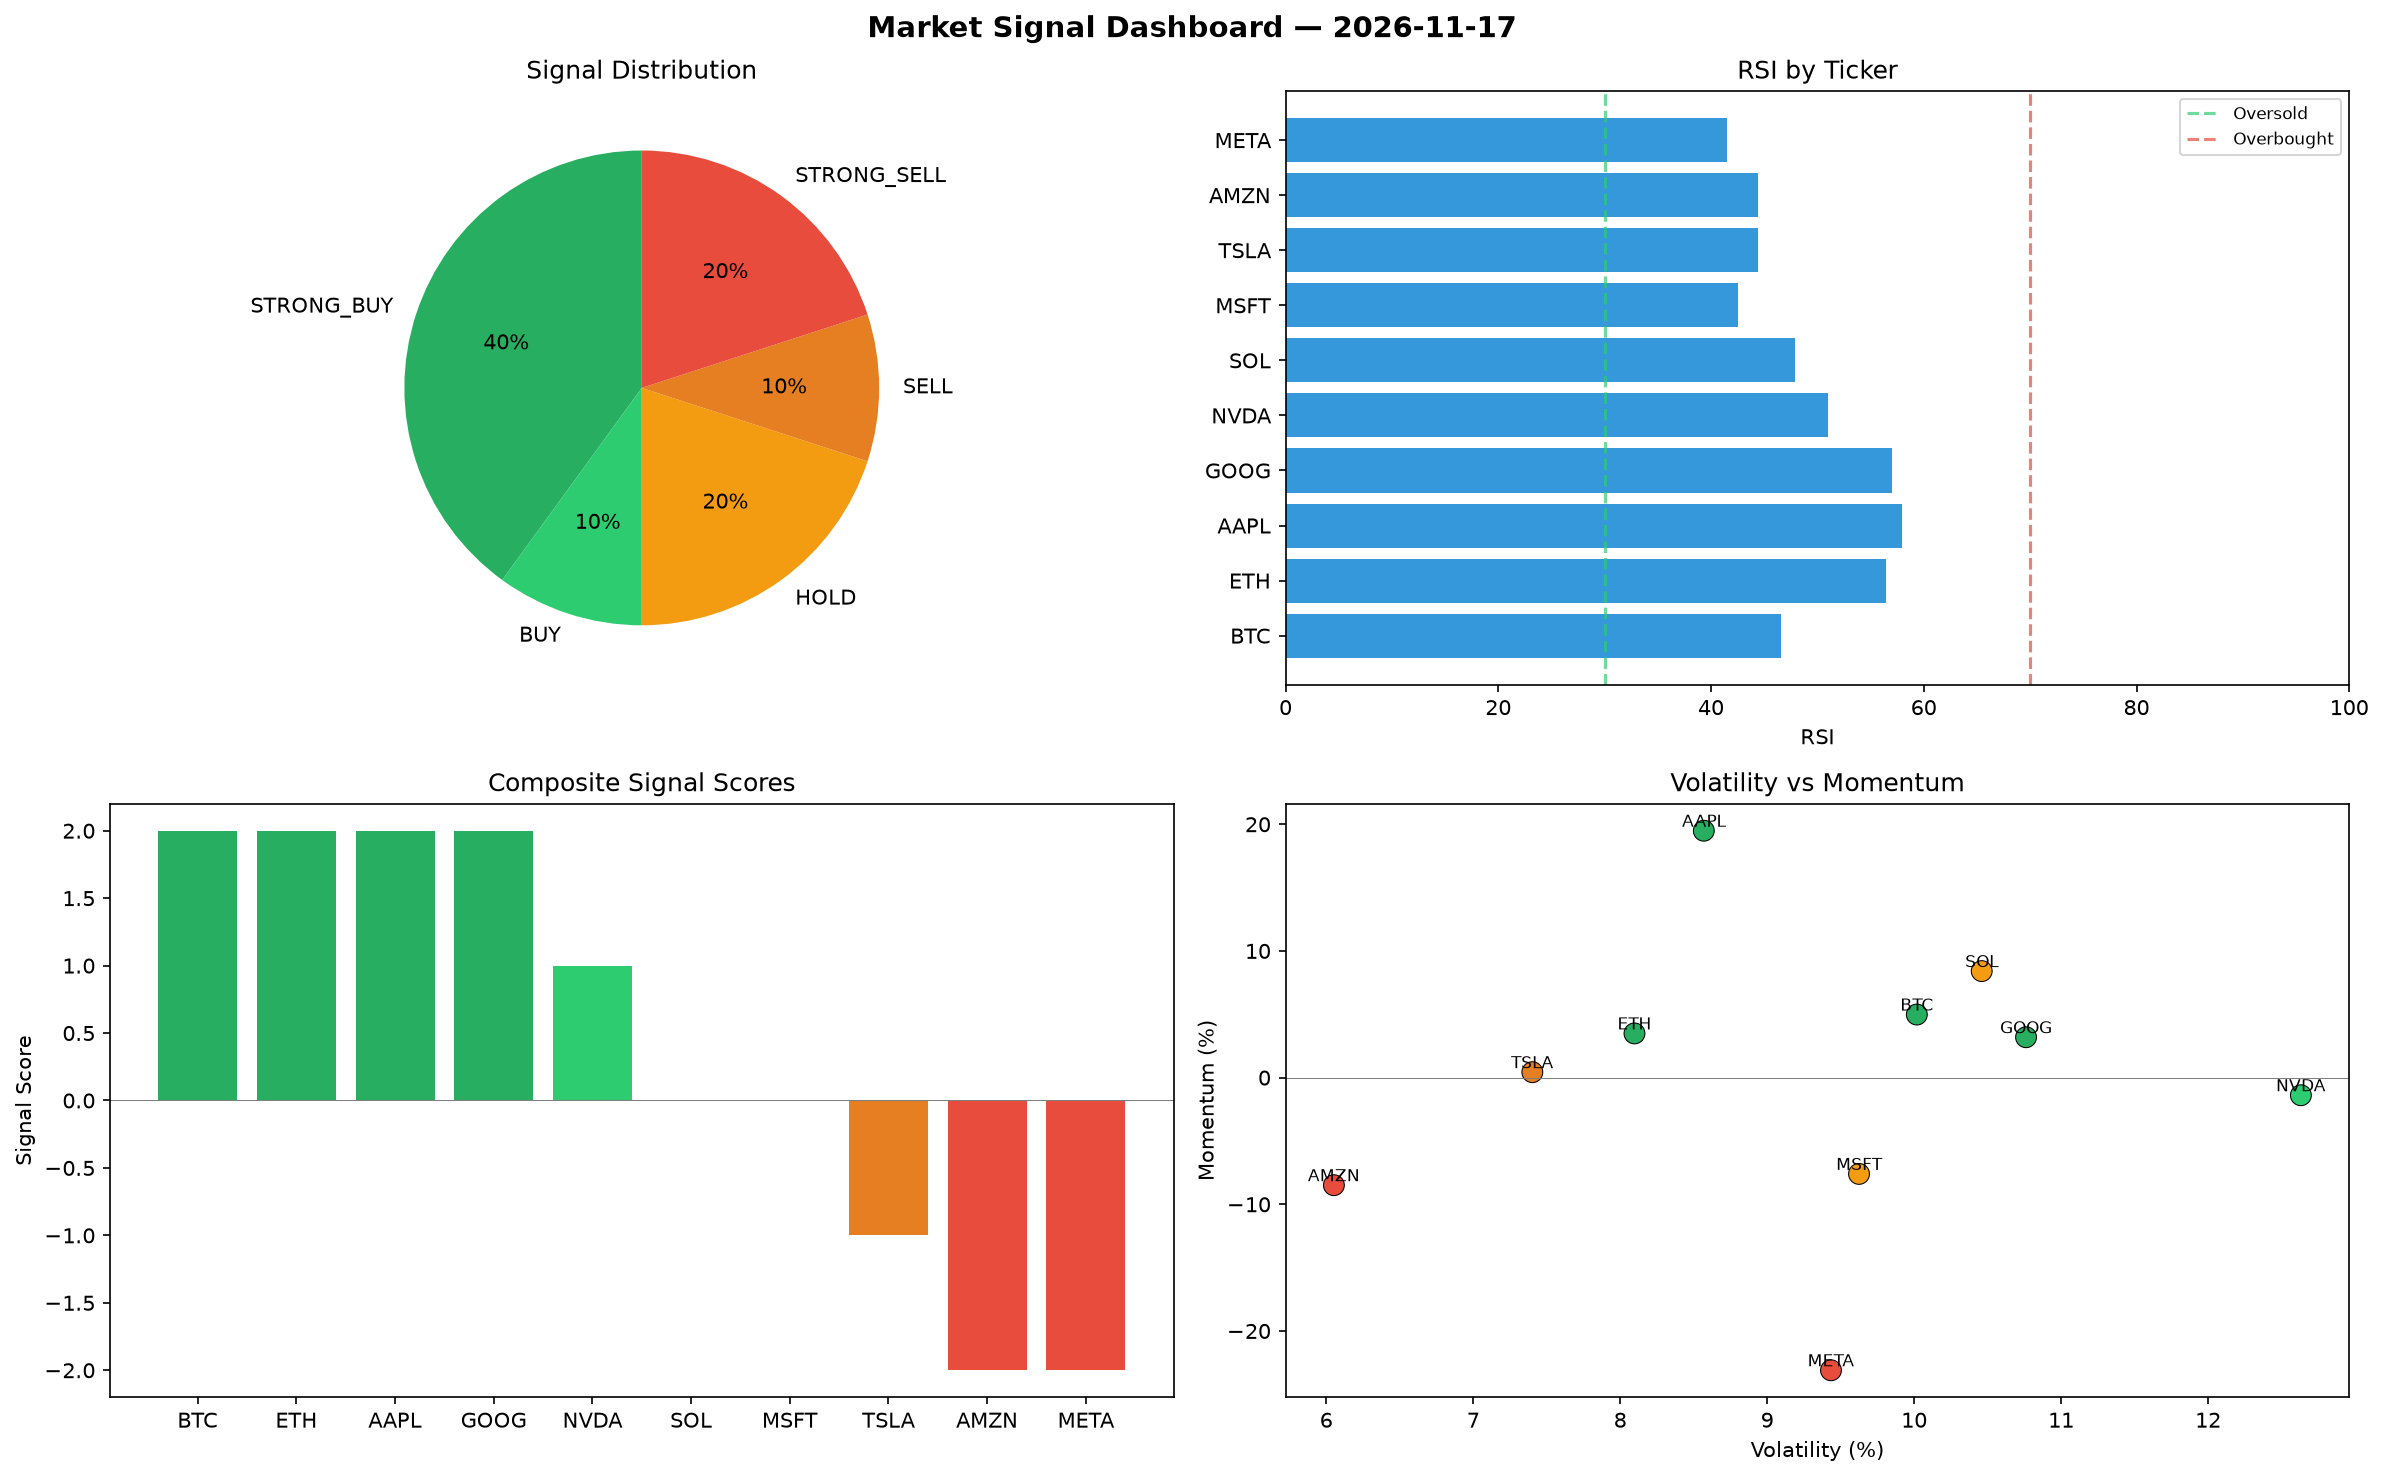 Market Signal Dashboard — 2026-11-17
Signal Distribution
STRONG_SELL
20%
STRONG_BUY
40%
10%
SELL
20%
10%
HOLD
BUY
RSI by Ticker
Oversold
Overbought
META
AMZN
TSLA
MSFT
SOL
NVDA
GOOG
AAPL
ETH
BTC
0 20 40 60 80 100
RSI
Composite Signal Scores
Signal Score
2.0
1.5
1.0
0.5
0.0
−0.5
−1.0
−1.5
−2.0
BTC ETH AAPL GOOG NVDA SOL MSFT TSLA AMZN META
Volatility vs Momentum
Momentum (%)
20
10
0
−10
−20
AAPL
SOL
BTC
ETH
GOOG
TSLA
NVDA
MSFT
AMZN
META
6 7 8 9 10 11 12
Volatility (%)